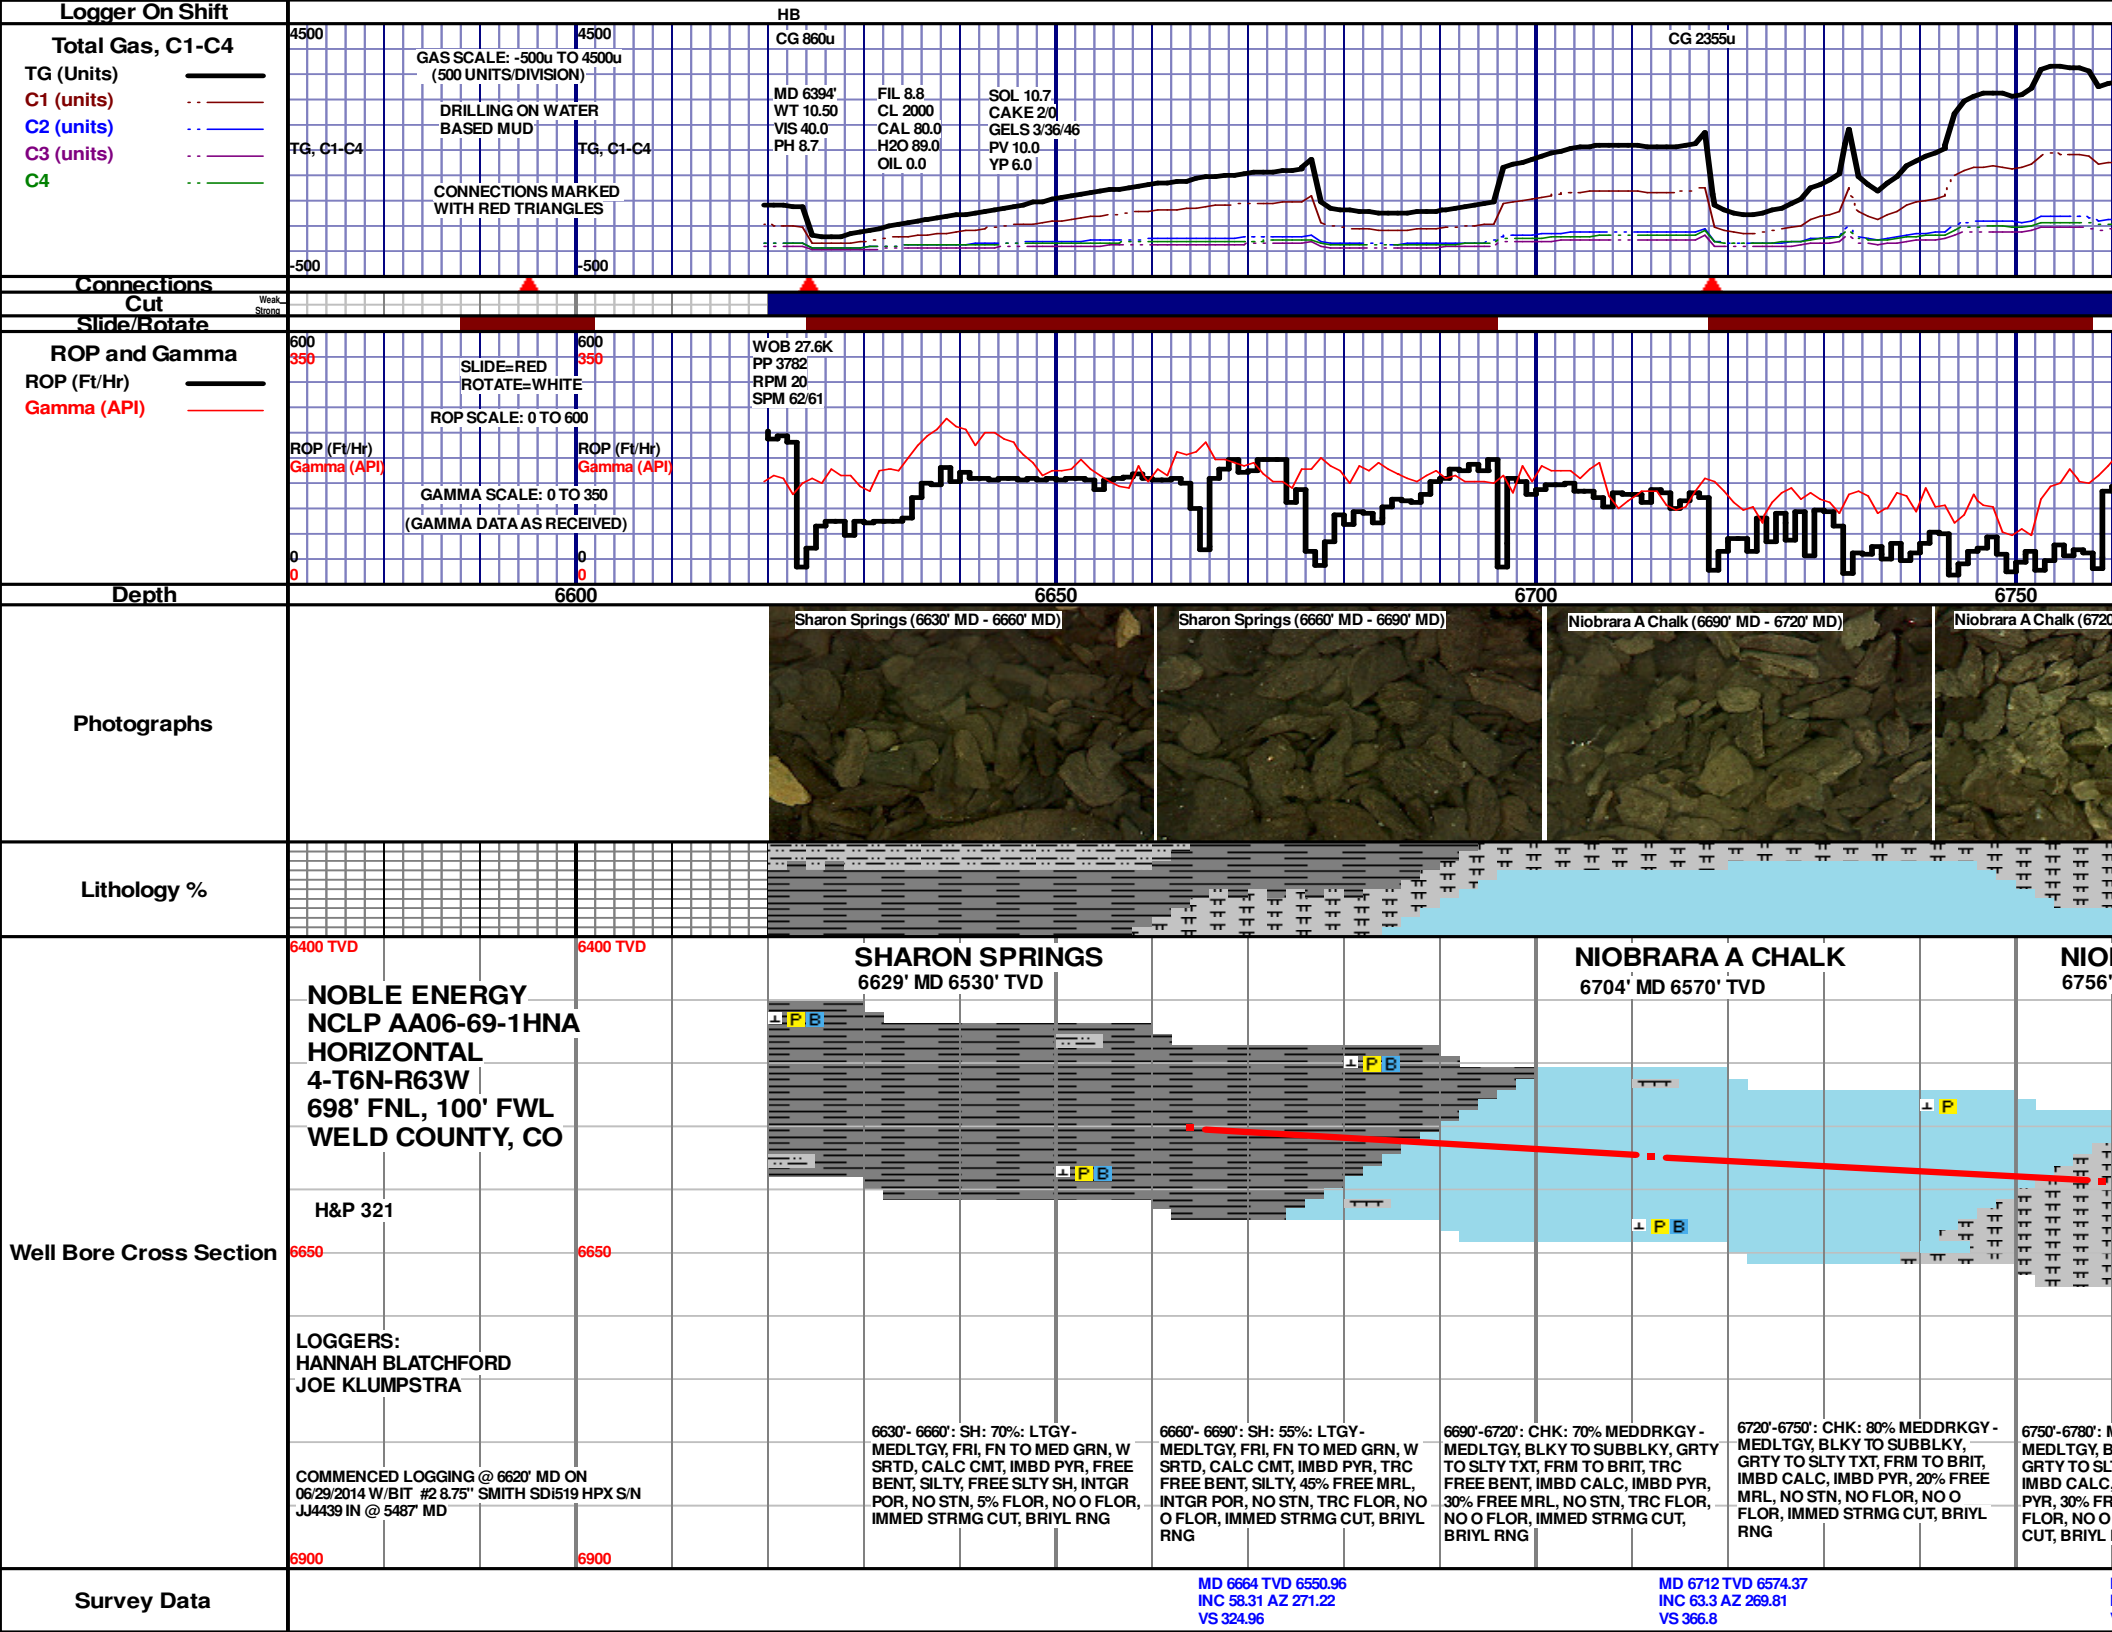 Logger On Shift
HB
Total Gas, C1-C4
TG (Units)
C1 (units)
C2 (units)
C3 (units)
C4
4500
TG, C1-C4
-500
4500
TG, C1-C4
-500
GAS SCALE: -500u TO 4500u
(500 UNITS/DIVISION)
DRILLING ON WATER
BASED MUD
CONNECTIONS MARKED
WITH RED TRIANGLES
CG 860u
MD 6394'
WT 10.50
VIS 40.0
PH 8.7
FIL 8.8
CL 2000
CAL 80.0
H2O 89.0
OIL 0.0
SOL 10.7
CAKE 2/0
GELS 3/36/46
PV 10.0
YP 6.0
CG 2355u
Connections
Cut
Weak
Strong
Slide/Rotate
ROP and Gamma
ROP (Ft/Hr)
Gamma (API)
600
350
ROP (Ft/Hr)
Gamma (API)
0
0
600
350
ROP (Ft/Hr)
Gamma (API)
0
0
SLIDE=RED
ROTATE=WHITE
ROP SCALE: 0 TO 600
GAMMA SCALE: 0 TO 350
(GAMMA DATA AS RECEIVED)
WOB 27.6K
PP 3782
RPM 20
SPM 62/61
Depth
6600
6650
6700
6750
Photographs
Sharon Springs (6630' MD - 6660' MD)
Sharon Springs (6660' MD - 6690' MD)
Niobrara A Chalk (6690' MD - 6720' MD)
Niobrara A Chalk (6720
Lithology %
Well Bore Cross Section
6400 TVD
6400 TVD
6650
6650
6900
6900
NOBLE ENERGY
NCLP AA06-69-1HNA
HORIZONTAL
4-T6N-R63W
698' FNL, 100' FWL
WELD COUNTY, CO
H&P 321
LOGGERS:
HANNAH BLATCHFORD
JOE KLUMPSTRA
COMMENCED LOGGING @ 6620' MD ON
06/29/2014 W/BIT #2 8.75" SMITH SDi519 HPX S/N
JJ4439 IN @ 5487' MD
SHARON SPRINGS
6629' MD 6530' TVD
NIOBRARA A CHALK
6704' MD 6570' TVD
NIO
6756'
P B
P B
P B
P B
P
6630'- 6660': SH: 70%: LTGY-
MEDLTGY, FRI, FN TO MED GRN, W
SRTD, CALC CMT, IMBD PYR, FREE
BENT, SILTY, FREE SLTY SH, INTGR
POR, NO STN, 5% FLOR, NO O FLOR,
IMMED STRMG CUT, BRIYL RNG
6660'- 6690': SH: 55%: LTGY-
MEDLTGY, FRI, FN TO MED GRN, W
SRTD, CALC CMT, IMBD PYR, TRC
FREE BENT, SILTY, 45% FREE MRL,
INTGR POR, NO STN, TRC FLOR, NO
O FLOR, IMMED STRMG CUT, BRIYL
RNG
6690'-6720': CHK: 70% MEDDRKGY -
MEDLTGY, BLKY TO SUBBLKY, GRTY
TO SLTY TXT, FRM TO BRIT, TRC
FREE BENT, IMBD CALC, IMBD PYR,
30% FREE MRL, NO STN, TRC FLOR,
NO O FLOR, IMMED STRMG CUT,
BRIYL RNG
6720'-6750': CHK: 80% MEDDRKGY -
MEDLTGY, BLKY TO SUBBLKY,
GRTY TO SLTY TXT, FRM TO BRIT,
IMBD CALC, IMBD PYR, 20% FREE
MRL, NO STN, NO FLOR, NO O
FLOR, IMMED STRMG CUT, BRIYL
RNG
6750'-6780':
MEDLTGY, B
GRTY TO SL
IMBD CALC,
PYR, 30% FR
FLOR, NO O
CUT, BRIYL
Survey Data
MD 6664 TVD 6550.96
INC 58.31 AZ 271.22
VS 324.96
MD 6712 TVD 6574.37
INC 63.3 AZ 269.81
VS 366.8